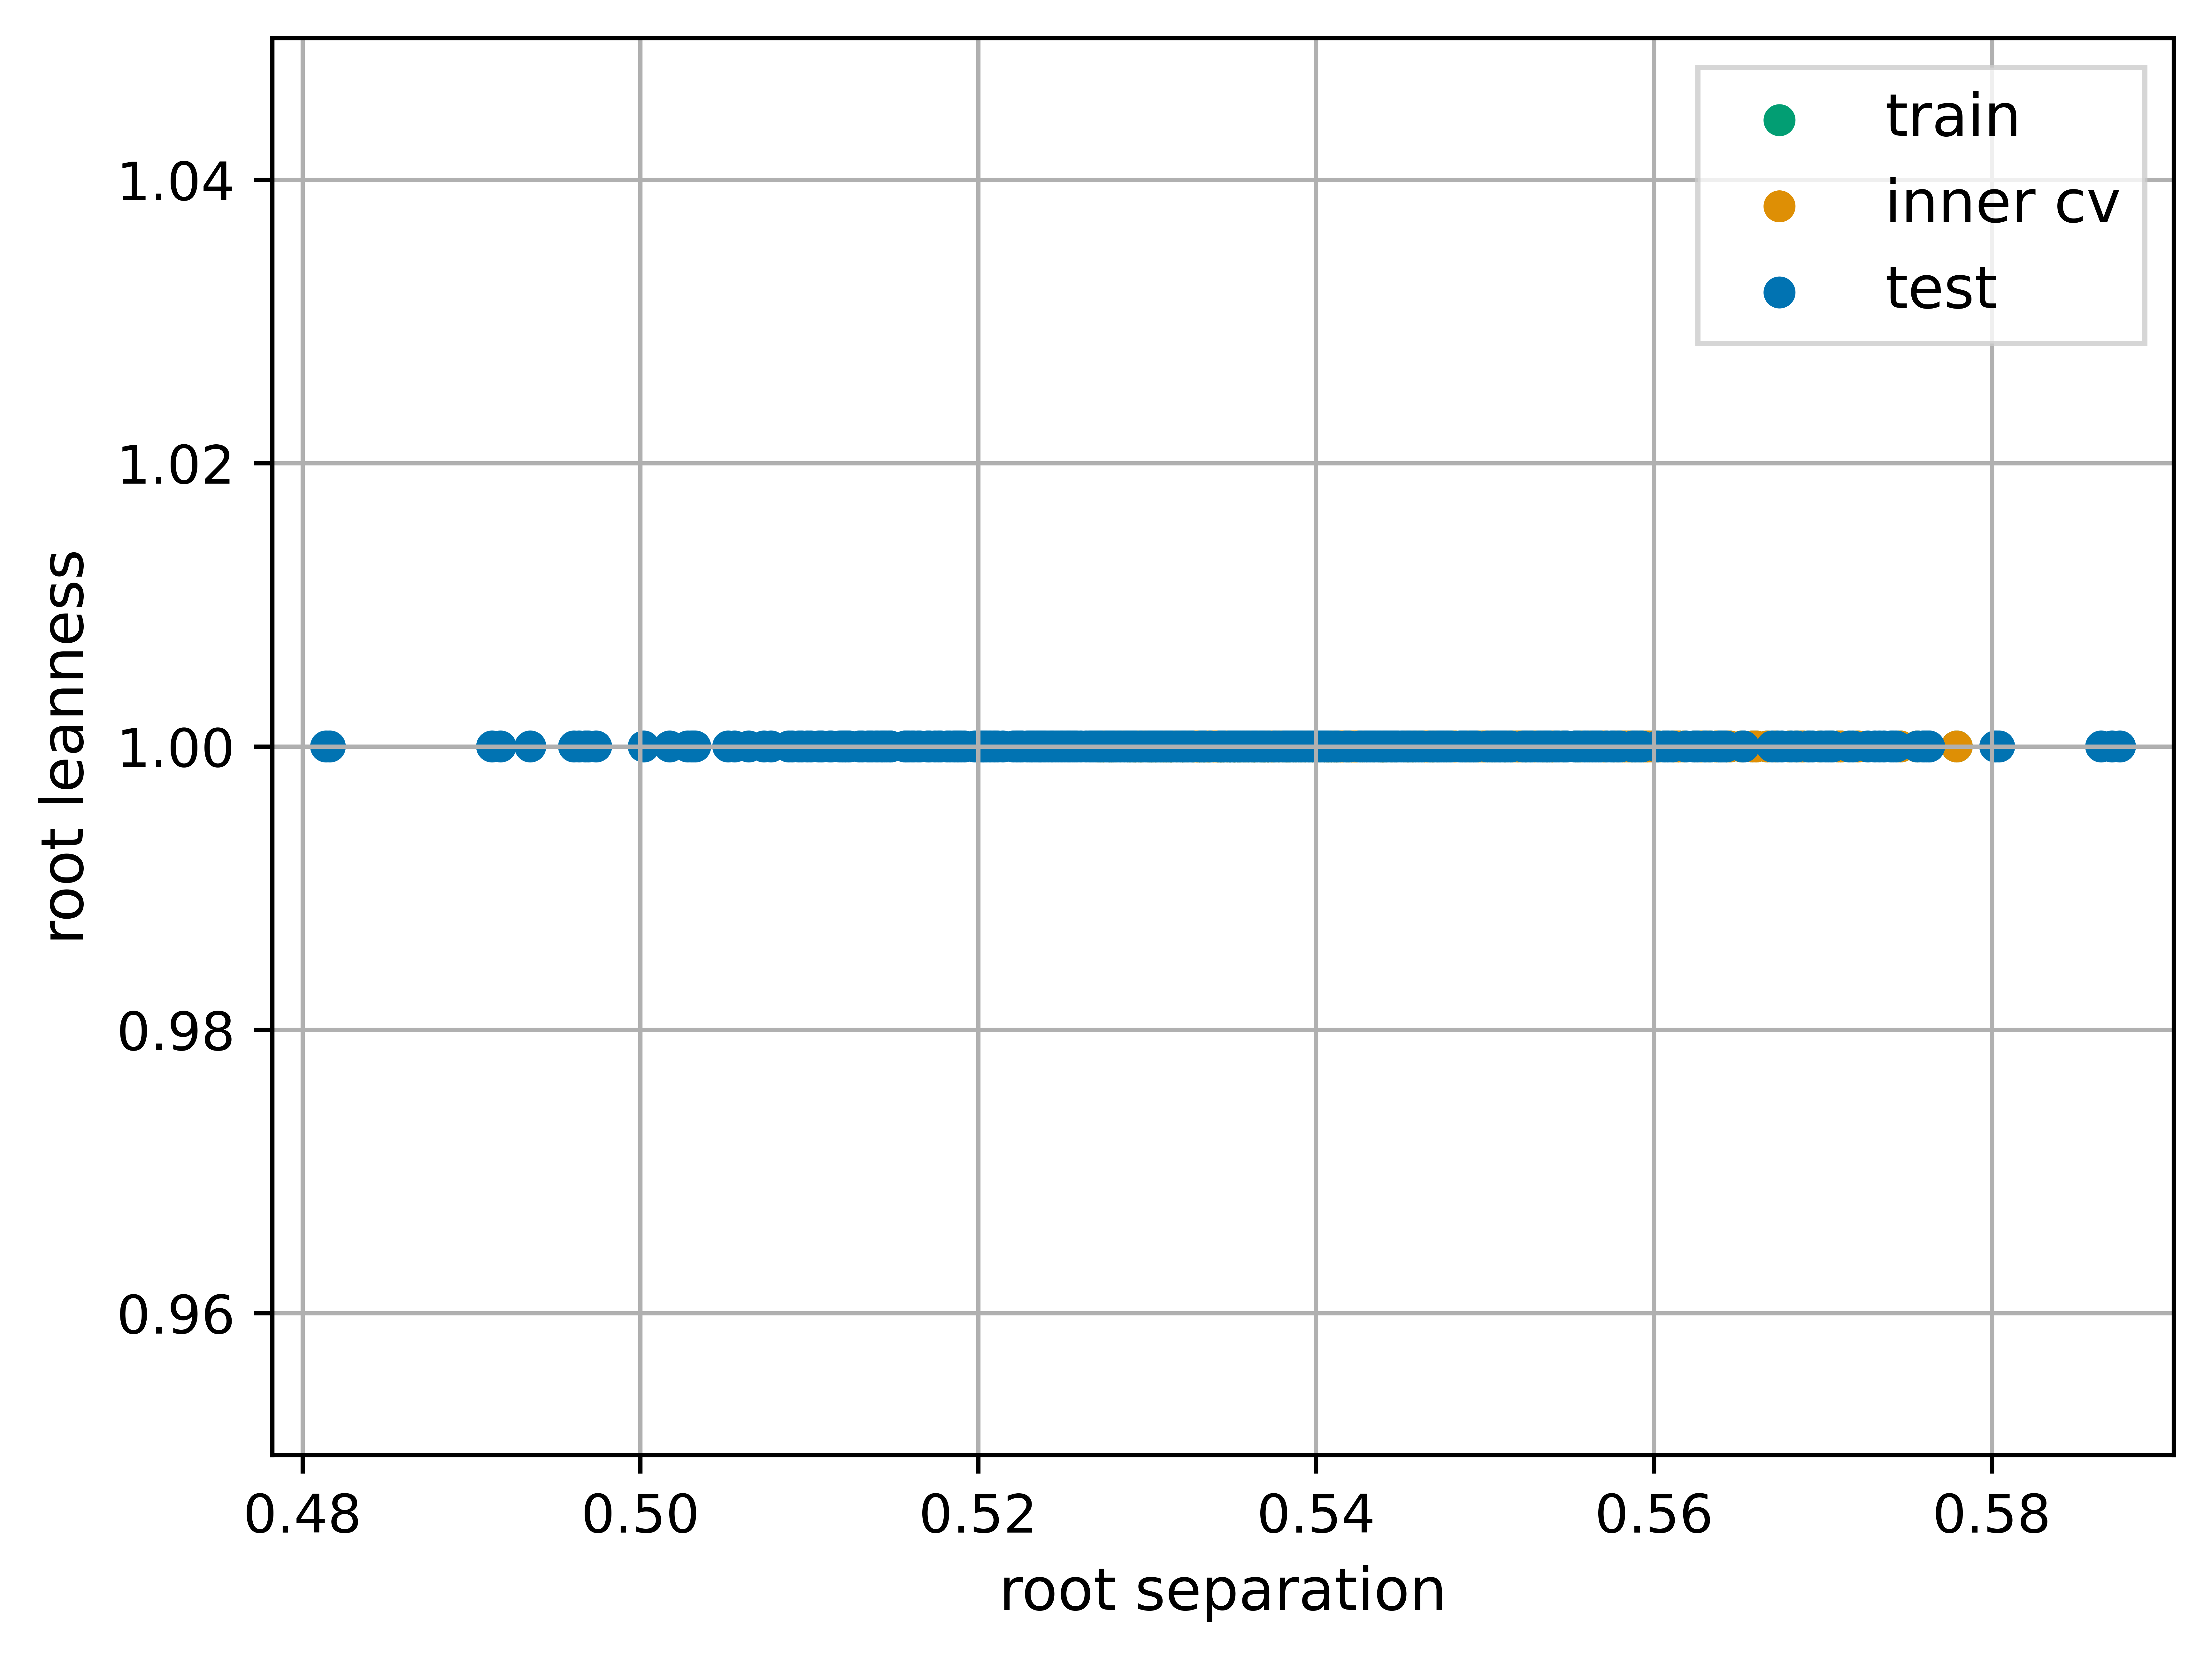 train
inner cv
test
1.04
1.02
1.00
0.98
0.96
root leanness
0.48 0.50 0.52 0.54 0.56 0.58
root separation